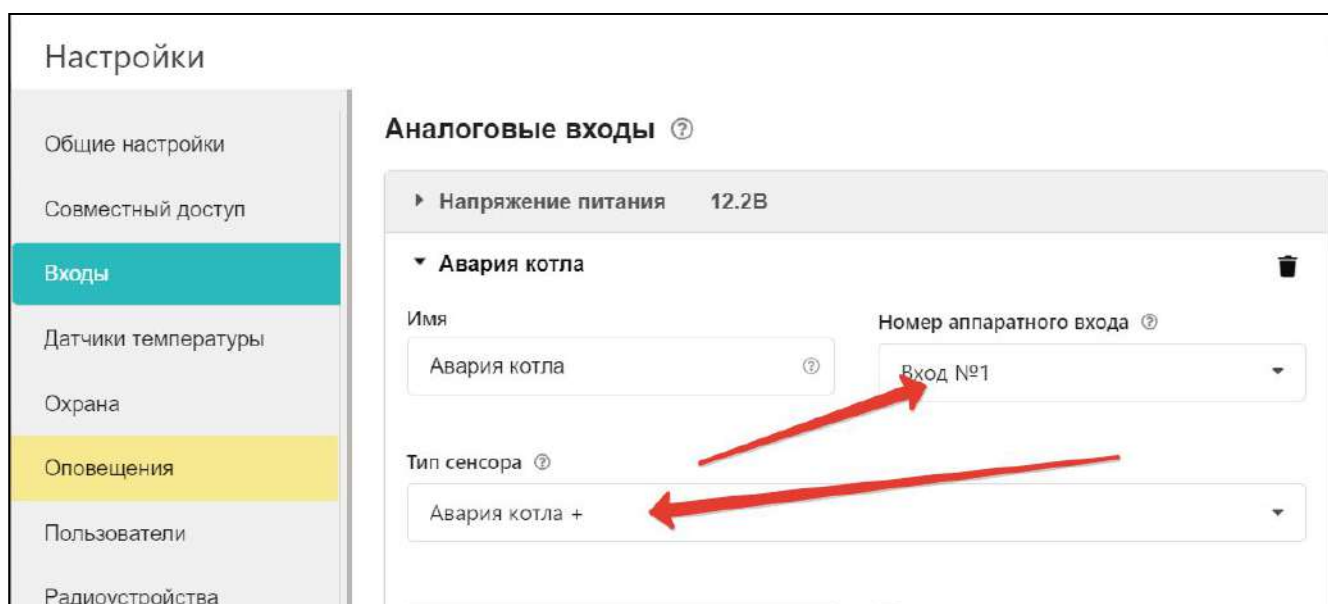 Настройки
Общие настройки
Совместный доступ
Входы
Датчики температуры
Охрана
Оповещения
Пользователи
Радиоустройства
Аналоговые входы
Напряжение питания 12.2В
Авария котла
Имя
Номер аппаратного входа
Авария котла
Вход №1
Тип сенсора
Авария котла +